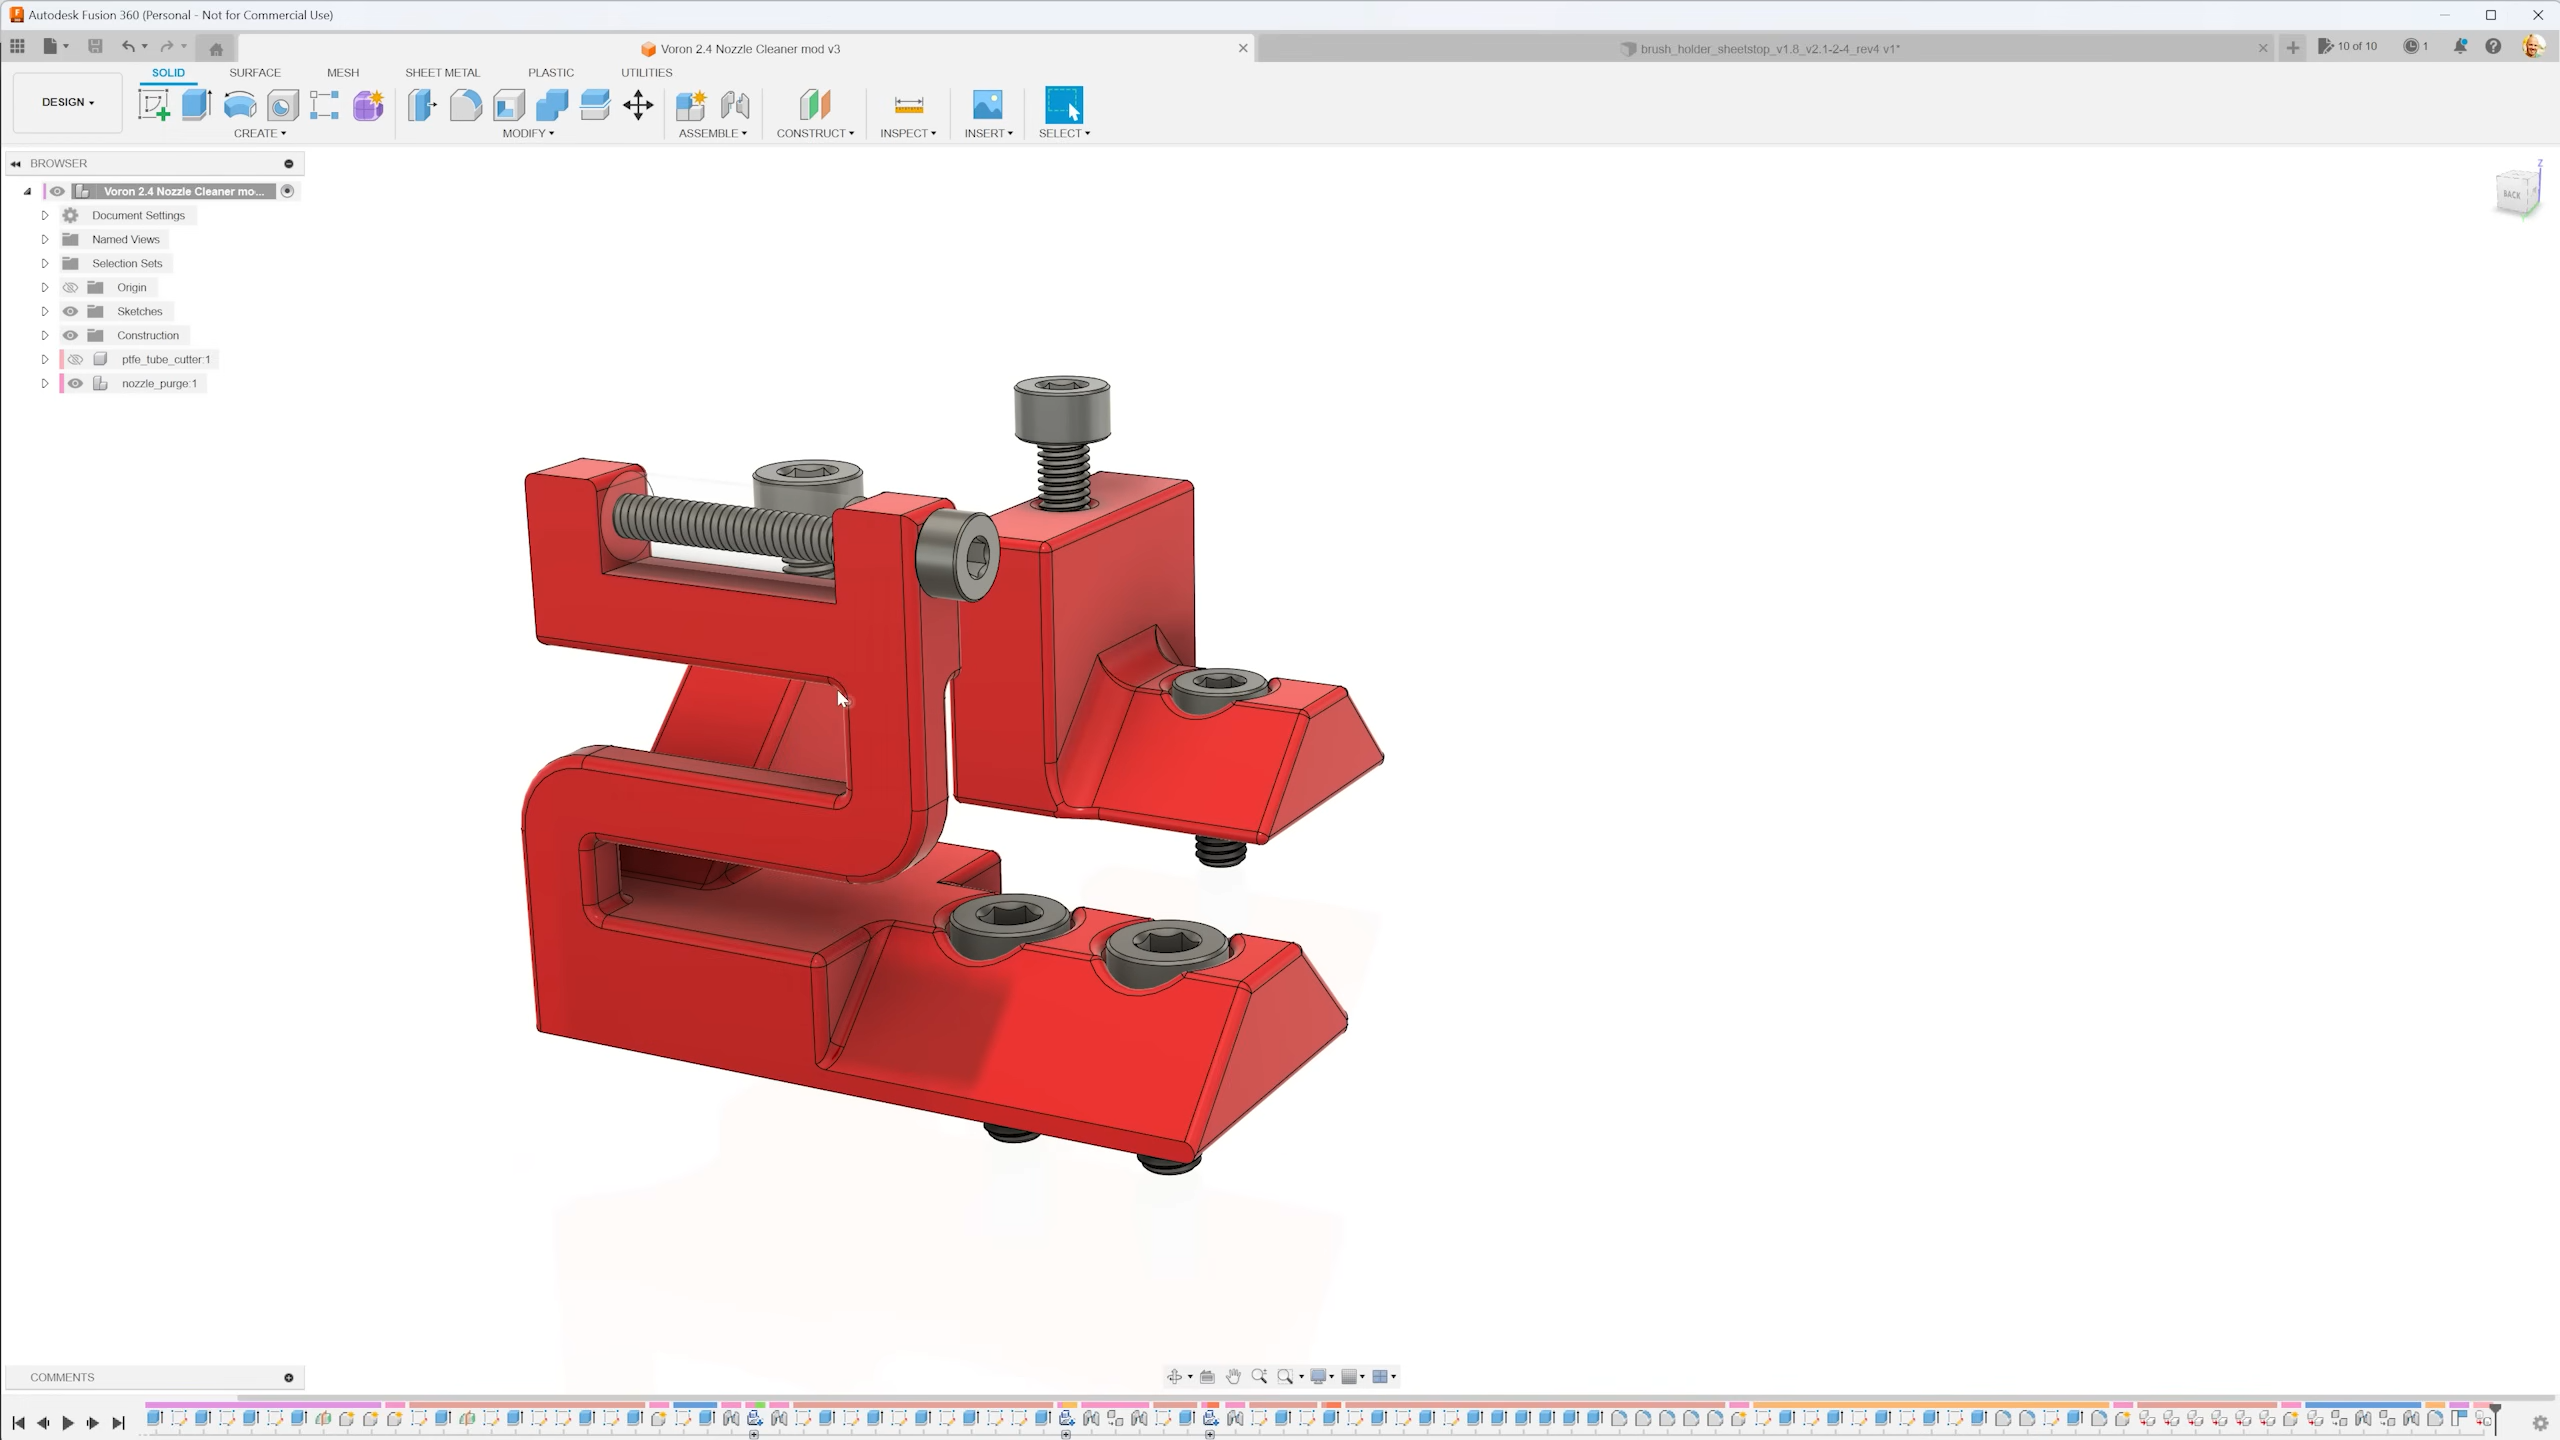 Autodesk Fusion 360 (Personal - Not for Commercial Use)
Voron 2.4 Nozzle Cleaner mod v3
brush_holder_sheetstop_v1.8_v2.1-2-4_rev4 v1*
10 of 10
1
SOLID SURFACE MESH SHEET METAL PLASTIC UTILITIES
DESIGN
CREATE MODIFY ASSEMBLE CONSTRUCT INSPECT INSERT SELECT
BROWSER
Voron 2.4 Nozzle Cleaner mo-...
Document Settings
Named Views
Selection Sets
Origin
Sketches
Construction
ptfe_tube_cutter:1
nozzle_purge:1
Z
BACK
COMMENTS